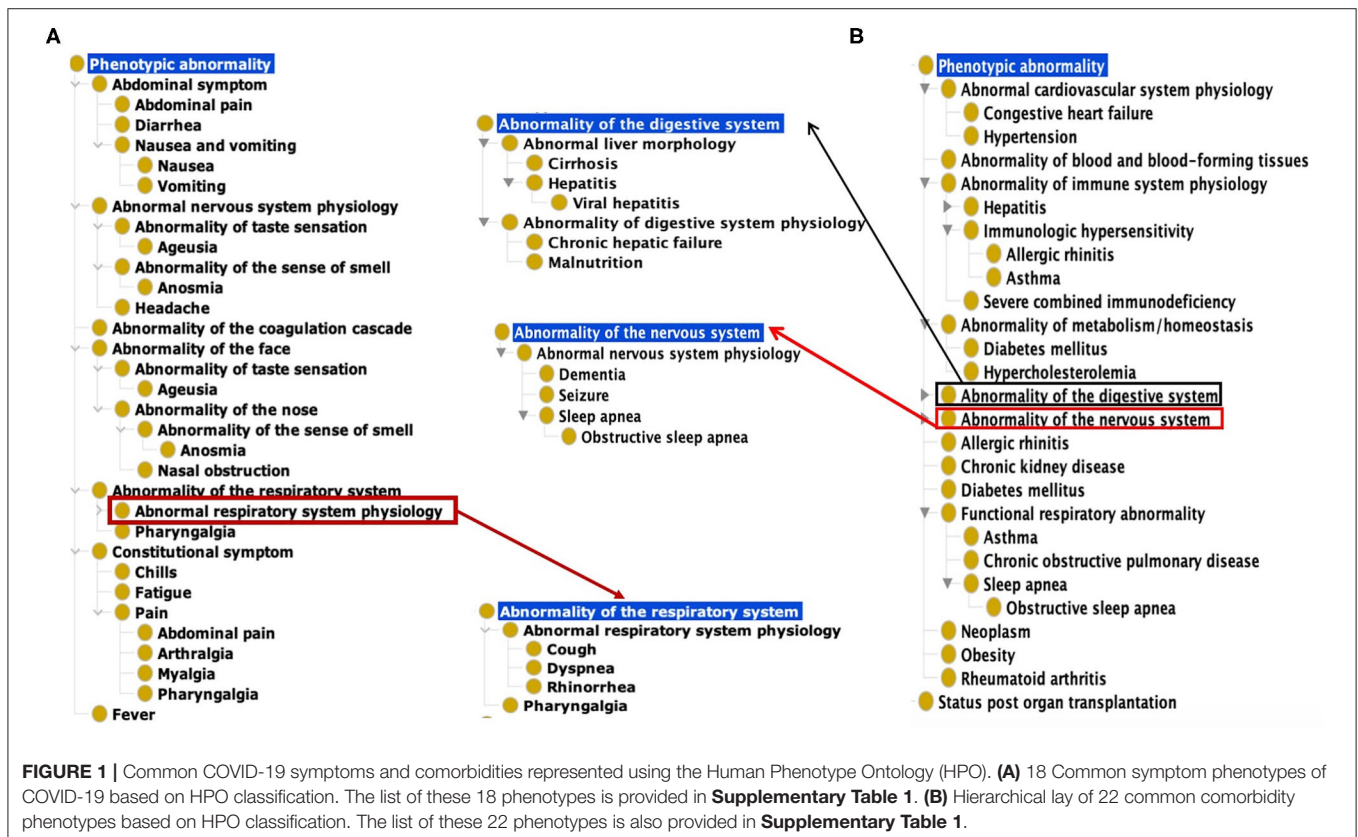 A
Phenotypic abnormality
Abdominal symptom
Abdominal pain
Diarrhea
Nausea and vomiting
Nausea
Vomiting
Abnormal nervous system physiology
Abnormality of taste sensation
Ageusia
Abnormality of the sense of smell
Anosmia
Headache
Abnormality of the coagulation cascade
Abnormality of the face
Abnormality of taste sensation
Ageusia
Abnormality of the nose
Abnormality of the sense of smell
Anosmia
Nasal obstruction
Abnormality of the respiratory system
Abnormal respiratory system physiology
Pharyngalgia
Constitutional symptom
Chills
Fatigue
Pain
Abdominal pain
Arthralgia
Myalgia
Pharyngalgia
Fever
Abnormality of the digestive system
Abnormal liver morphology
Cirrhosis
Hepatitis
Viral hepatitis
Abnormality of digestive system physiology
Chronic hepatic failure
Malnutrition
Abnormality of the nervous system
Abnormal nervous system physiology
Dementia
Seizure
Sleep apnea
Obstructive sleep apnea
Abnormality of the respiratory system
Abnormal respiratory system physiology
Cough
Dyspnea
Rhinorrhea
Pharyngalgia
B
Phenotypic abnormality
Abnormal cardiovascular system physiology
Congestive heart failure
Hypertension
Abnormality of blood and blood-forming tissues
Abnormality of immune system physiology
Hepatitis
Immunologic hypersensitivity
Allergic rhinitis
Asthma
Severe combined immunodeficiency
Abnormality of metabolism/homeostasis
Diabetes mellitus
Hypercholesterolemia
Abnormality of the digestive system
Abnormality of the nervous system
Allergic rhinitis
Chronic kidney disease
Diabetes mellitus
Functional respiratory abnormality
Asthma
Chronic obstructive pulmonary disease
Sleep apnea
Obstructive sleep apnea
Neoplasm
Obesity
Rheumatoid arthritis
Status post organ transplantation
FIGURE 1 | Common COVID-19 symptoms and comorbidities represented using the Human Phenotype Ontology (HPO). (A) 18 Common symptom phenotypes of
COVID-19 based on HPO classification. The list of these 18 phenotypes is provided in Supplementary Table 1. (B) Hierarchical lay of 22 common comorbidity
phenotypes based on HPO classification. The list of these 22 phenotypes is also provided in Supplementary Table 1.